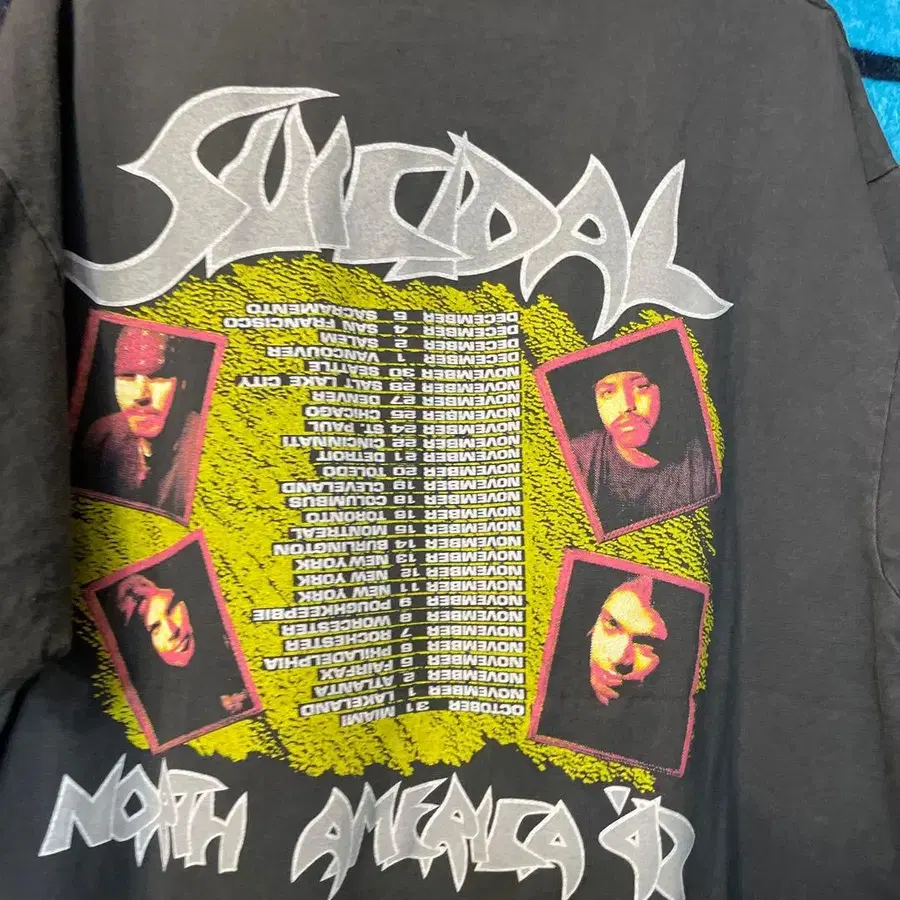 SUICIDAL
OCTOBER 31 MIAMI
NOVEMBER 1 LAKELAND
NOVEMBER 2 ATLANTA
NOVEMBER 5 FAIRFAX
NOVEMBER 6 PHILADELPHIA
NOVEMBER 7 ROCHESTER
NOVEMBER 8 WORCESTER
NOVEMBER 9 POUGHKEEPBIE
NOVEMBER 11 NEW YORK
NOVEMBER 12 NEW YORK
NOVEMBER 13 NEW YORK
NOVEMBER 14 BURLINGTON
NOVEMBER 15 MONTREAL
NOVEMBER 16 TORONTO
NOVEMBER 18 COLUMBUS
NOVEMBER 19 CLEVELAND
NOVEMBER 20 TOLEDO
NOVEMBER 21 DETROIT
NOVEMBER 22 CINCINNATI
NOVEMBER 24 ST. PAUL
NOVEMBER 25 CHICAGO
NOVEMBER 27 DENVER
NOVEMBER 28 SALT LAKE CITY
NOVEMBER 30 SEATTLE
DECEMBER 1 VANCOUVER
DECEMBER 2 SALEM
DECEMBER 4 SAN FRANCISCO
DECEMBER 5 SACRAMENTO
NORTH AMERICA '92